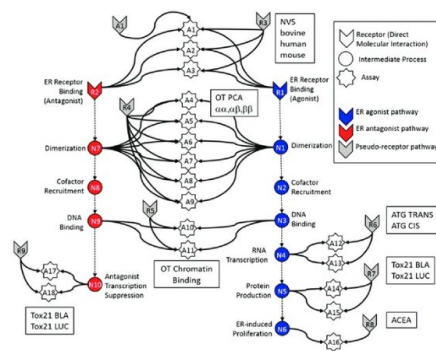 A1
R3
NVS
bovine
human
mouse
Receptor (Direct
Molecular Interaction)
Intermediate Process
Assay
ER agonist pathway
ER antagonist pathway
Pseudo-receptor pathway
A1
A2
A3
R2
ER Receptor
Binding
(Antagonist)
R1
ER Receptor
Binding
(Agonist)
R4
A4
A5
A6
A7
A8
A9
OT PCA
αα,αβ,ββ
Dimerization
N7
N1
Dimerization
Cofactor
Recruitment
N8
N2
Cofactor
Recruitment
DNA
Binding
N9
N3
DNA
Binding
R5
A10
A11
OT Chromatin
Binding
RNA
Transcription
N4
A12
A13
R6
ATG TRANS
ATG CIS
R9
A17
A18
N10
Antagonist
Transcription
Suppression
Tox21 BLA
Tox21 LUC
Protein
Production
N5
A14
A15
R7
Tox21 BLA
Tox21 LUC
ER-induced
Proliferation
N6
A16
R8
ACEA